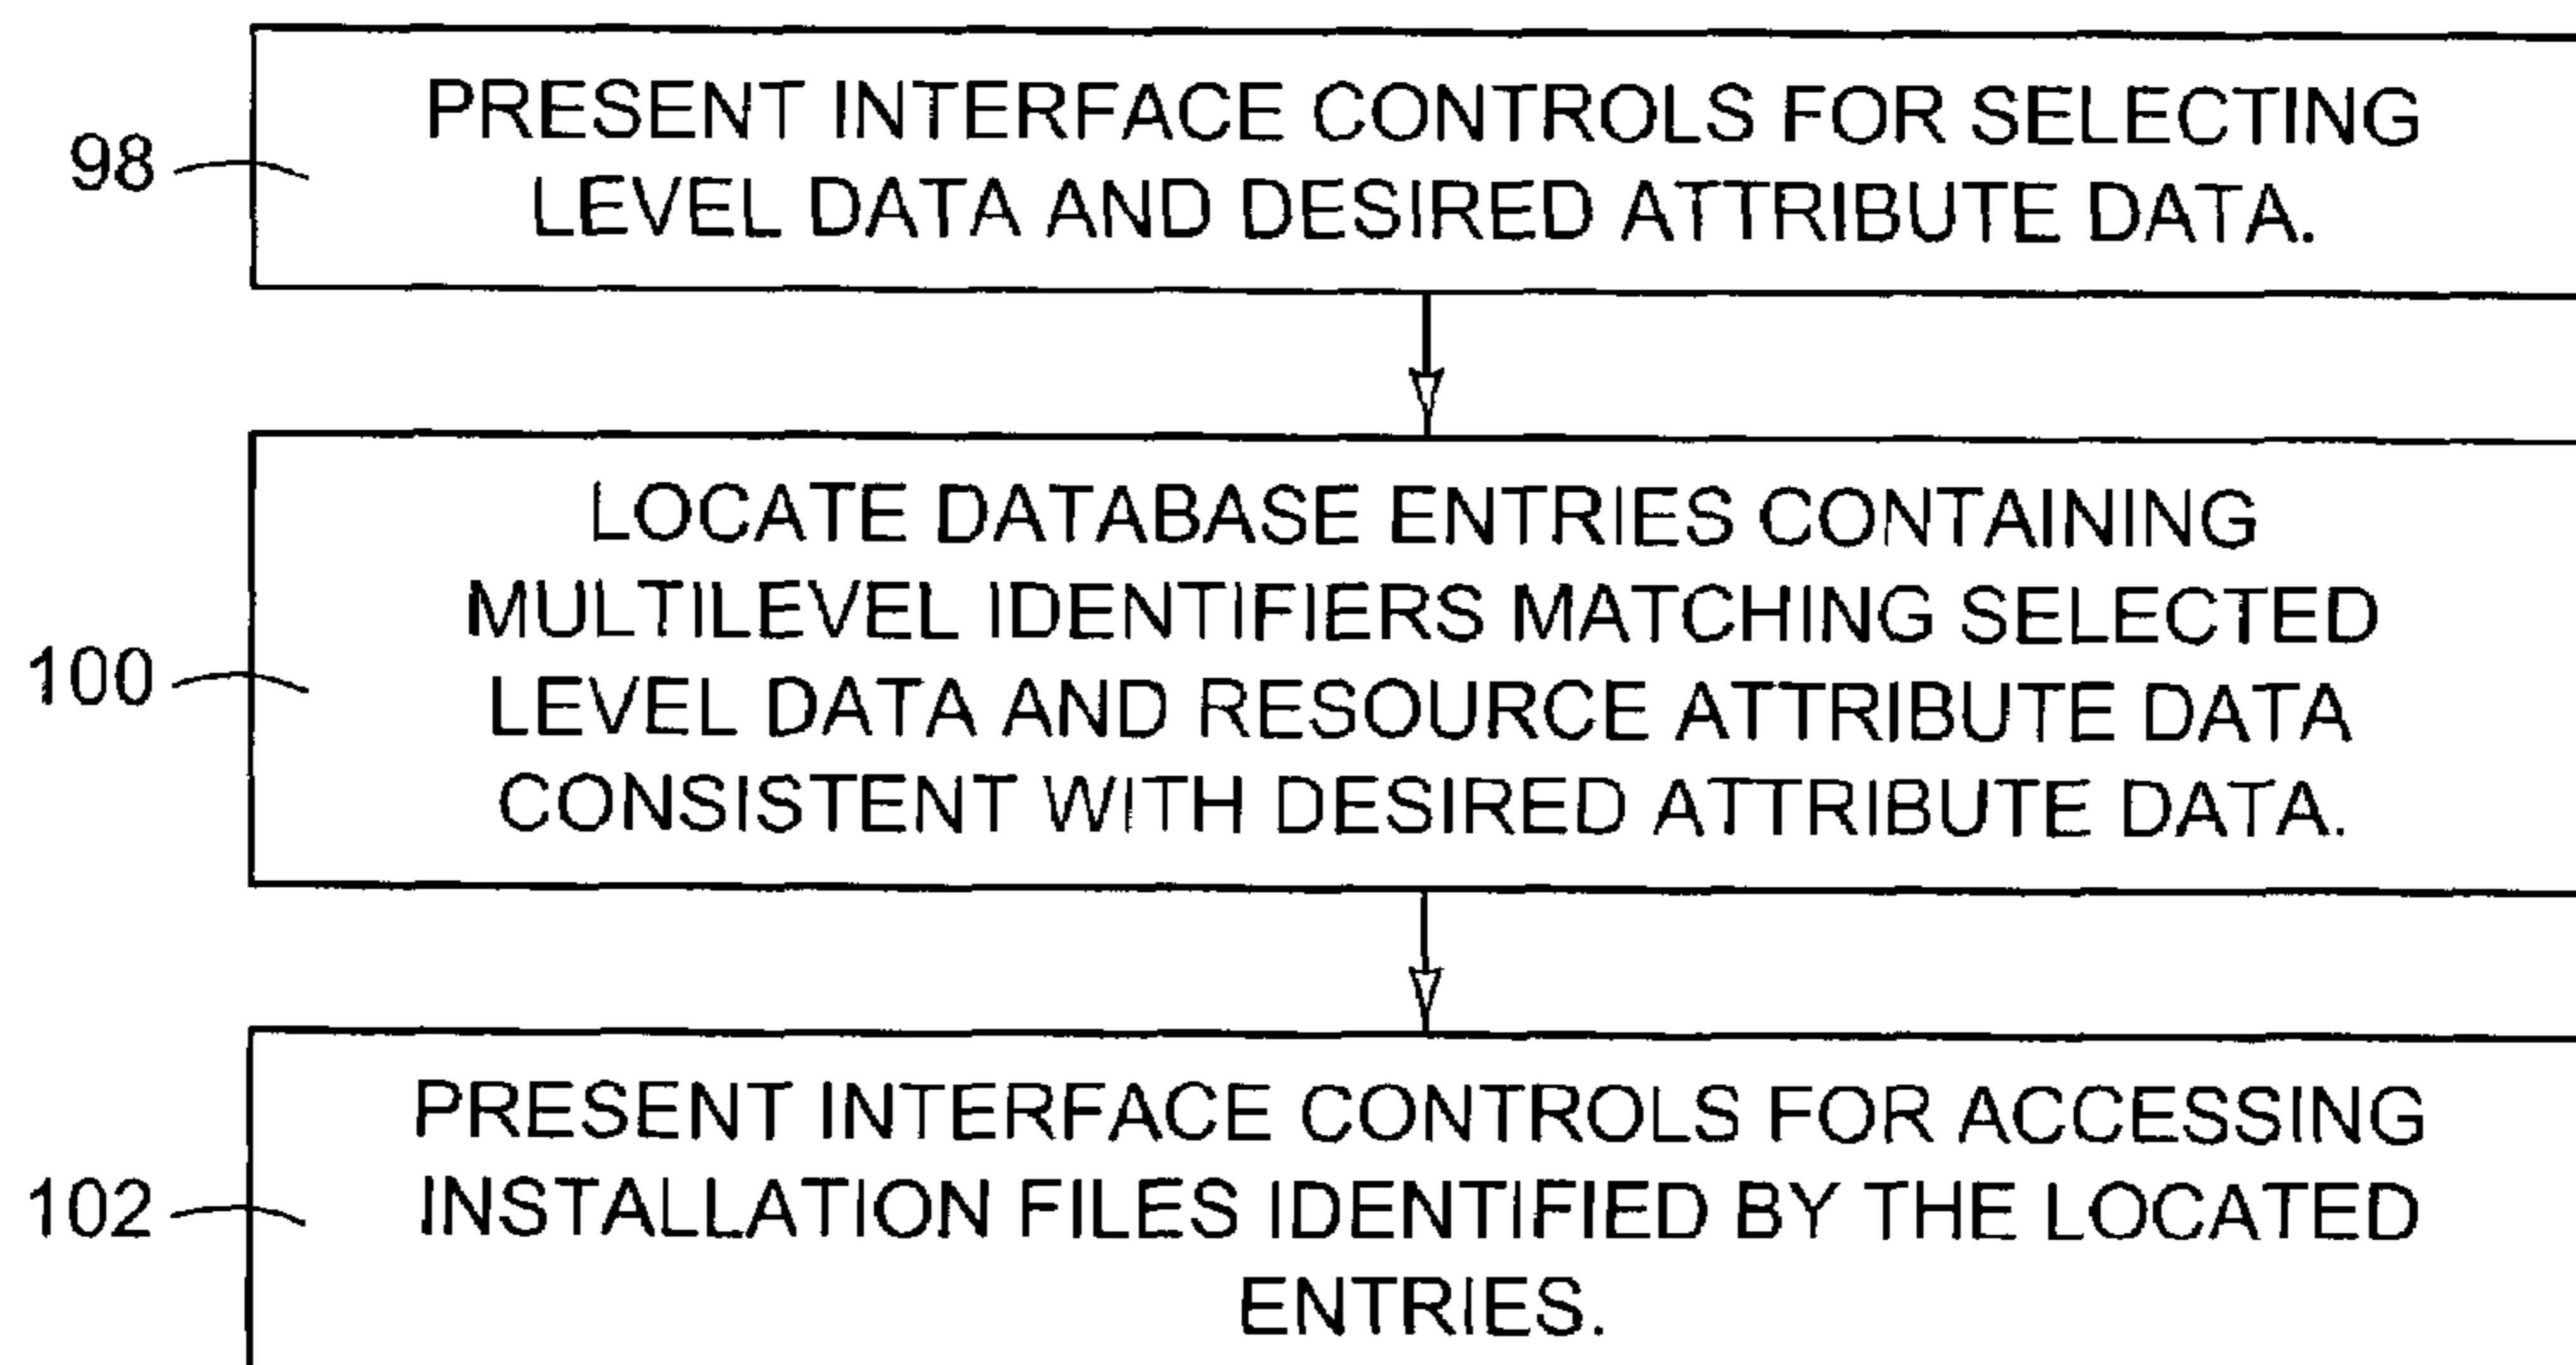 98
PRESENT INTERFACE CONTROLS FOR SELECTING
LEVEL DATA AND DESIRED ATTRIBUTE DATA.
100
LOCATE DATABASE ENTRIES CONTAINING
MULTILEVEL IDENTIFIERS MATCHING SELECTED
LEVEL DATA AND RESOURCE ATTRIBUTE DATA
CONSISTENT WITH DESIRED ATTRIBUTE DATA.
102
PRESENT INTERFACE CONTROLS FOR ACCESSING
INSTALLATION FILES IDENTIFIED BY THE LOCATED
ENTRIES.